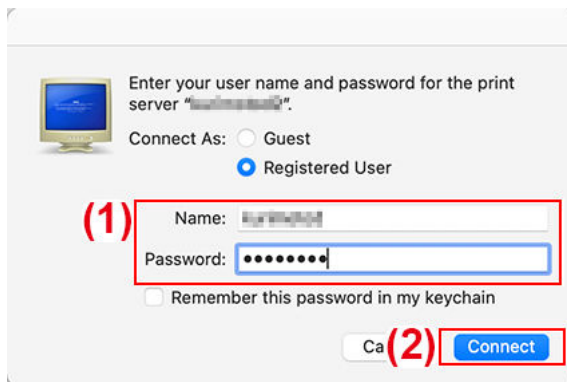 Enter your user name and password for the print
server “ ”.
Connect As: Guest
Registered User
(1)
Name:
Password: ••••••••
Remember this password in my keychain
Ca
(2)
Connect